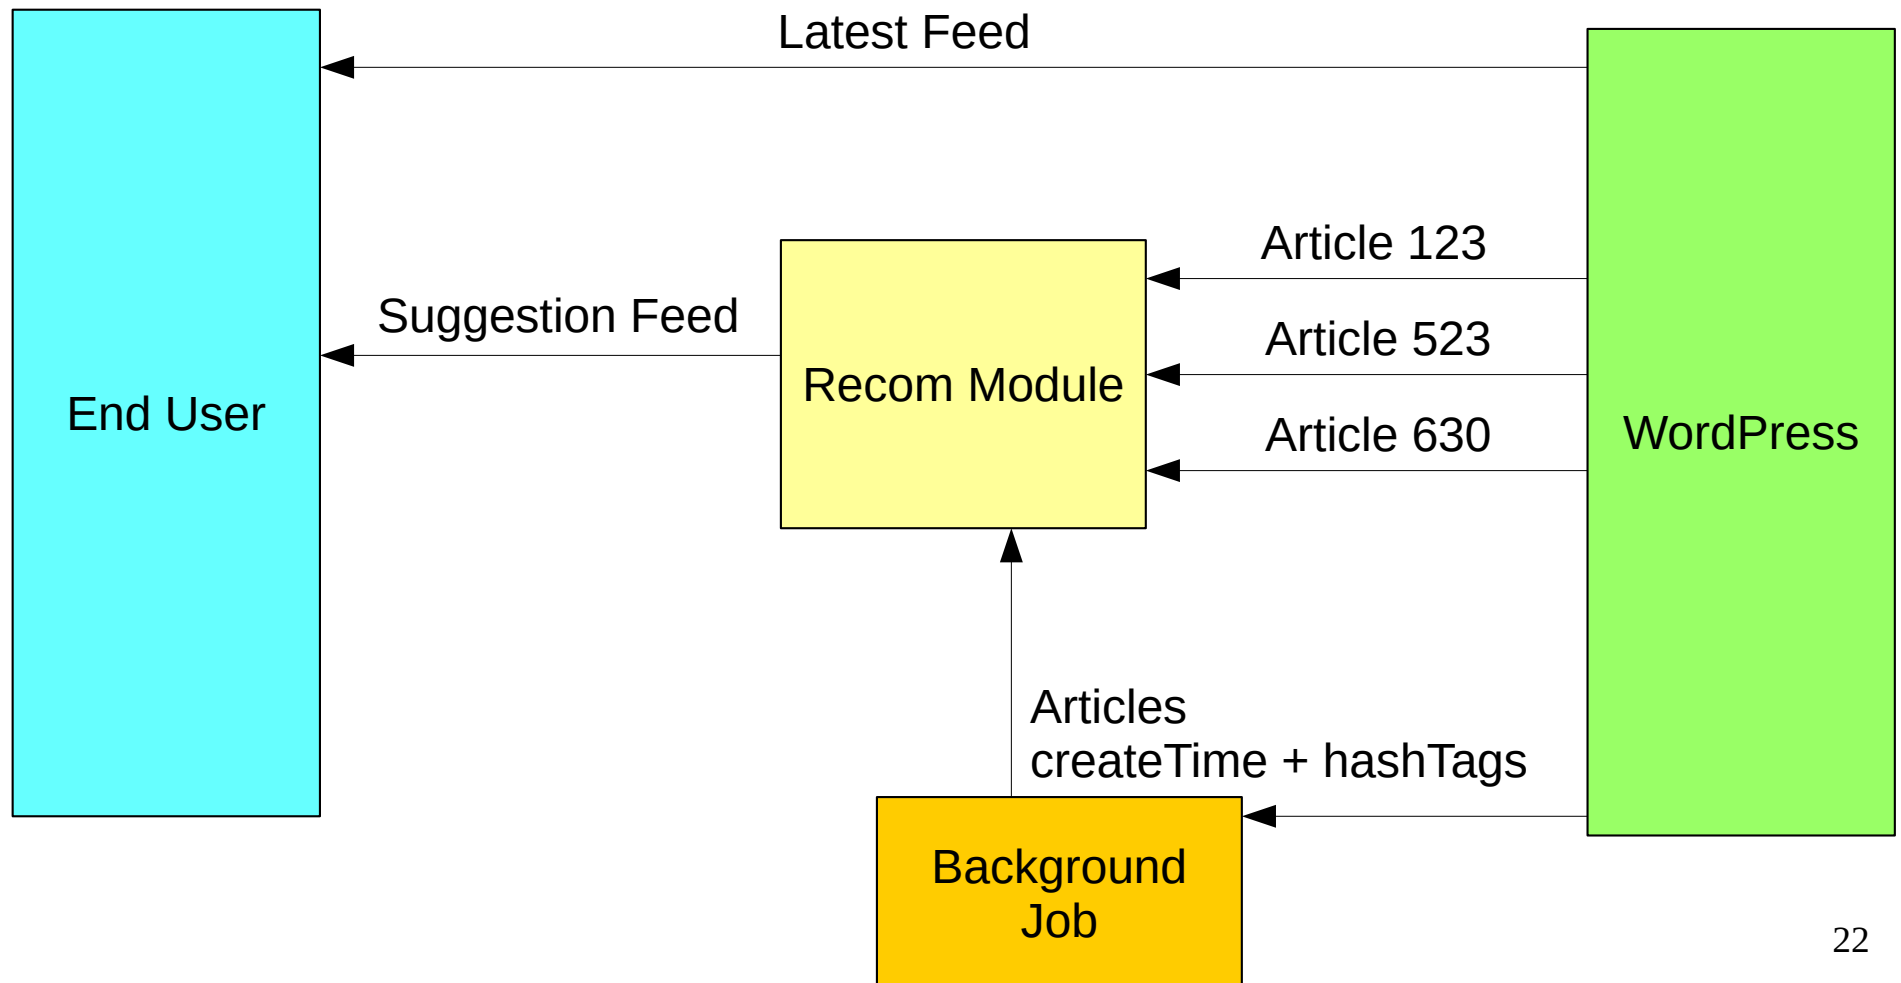 Latest Feed
Article 123
Suggestion Feed
Article 523
Recom Module
End User
Article 630
WordPress
Articles
createTime + hashTags
Background
Job
22